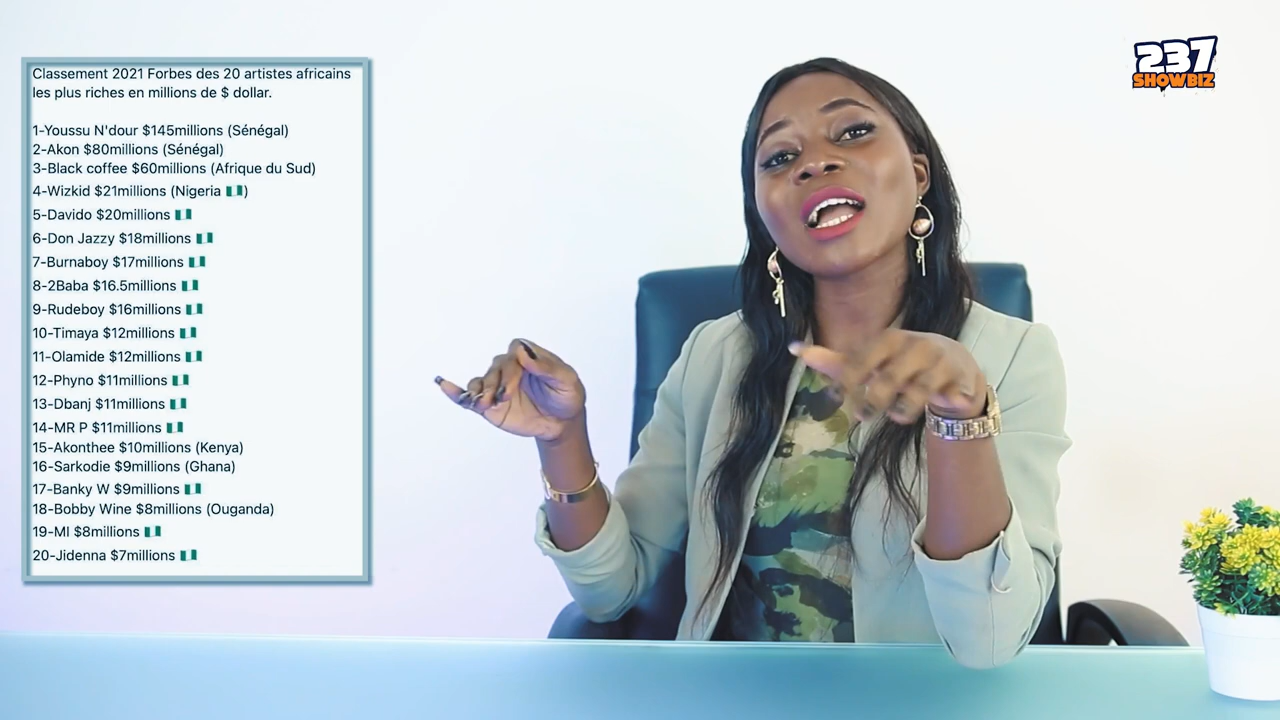 Classement 2021 Forbes des 20 artistes africains
les plus riches en millions de $ dollar.
1-Youssu N'dour $145millions (Sénégal)
2-Akon $80millions (Sénégal)
3-Black coffee $60millions (Afrique du Sud)
4-Wizkid $21millions (Nigeria 🇳🇬)
5-Davido $20millions 🇳🇬
6-Don Jazzy $18millions 🇳🇬
7-Burnaboy $17millions 🇳🇬
8-2Baba $16.5millions 🇳🇬
9-Rudeboy $16millions 🇳🇬
10-Timaya $12millions 🇳🇬
11-Olamide $12millions 🇳🇬
12-Phyno $11millions 🇳🇬
13-Dbanj $11millions 🇳🇬
14-MR P $11millions 🇳🇬
15-Akonthee $10millions (Kenya)
16-Sarkodie $9millions (Ghana)
17-Banky W $9millions 🇳🇬
18-Bobby Wine $8millions (Ouganda)
19-MI $8millions 🇳🇬
20-Jidenna $7millions 🇳🇬
237
SHOWBIZ